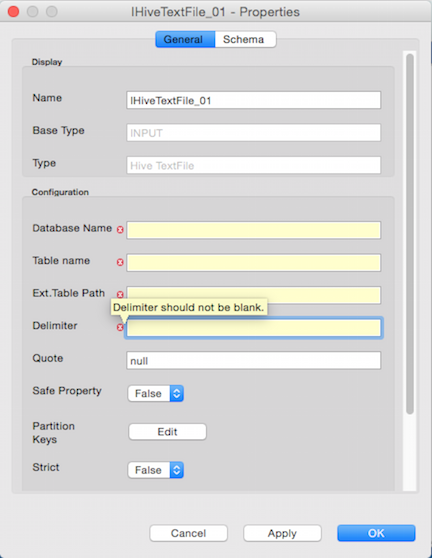 IHiveTextFile_01 - Properties
General Schema
Display
Name IHiveTextFile_01
Base Type INPUT
Type Hive TextFile
Configuration
Database Name
Table name
Ext.Table Path
Delimiter should not be blank.
Delimiter
Quote null
Safe Property False
Partition
Keys Edit
Strict False
Cancel Apply OK